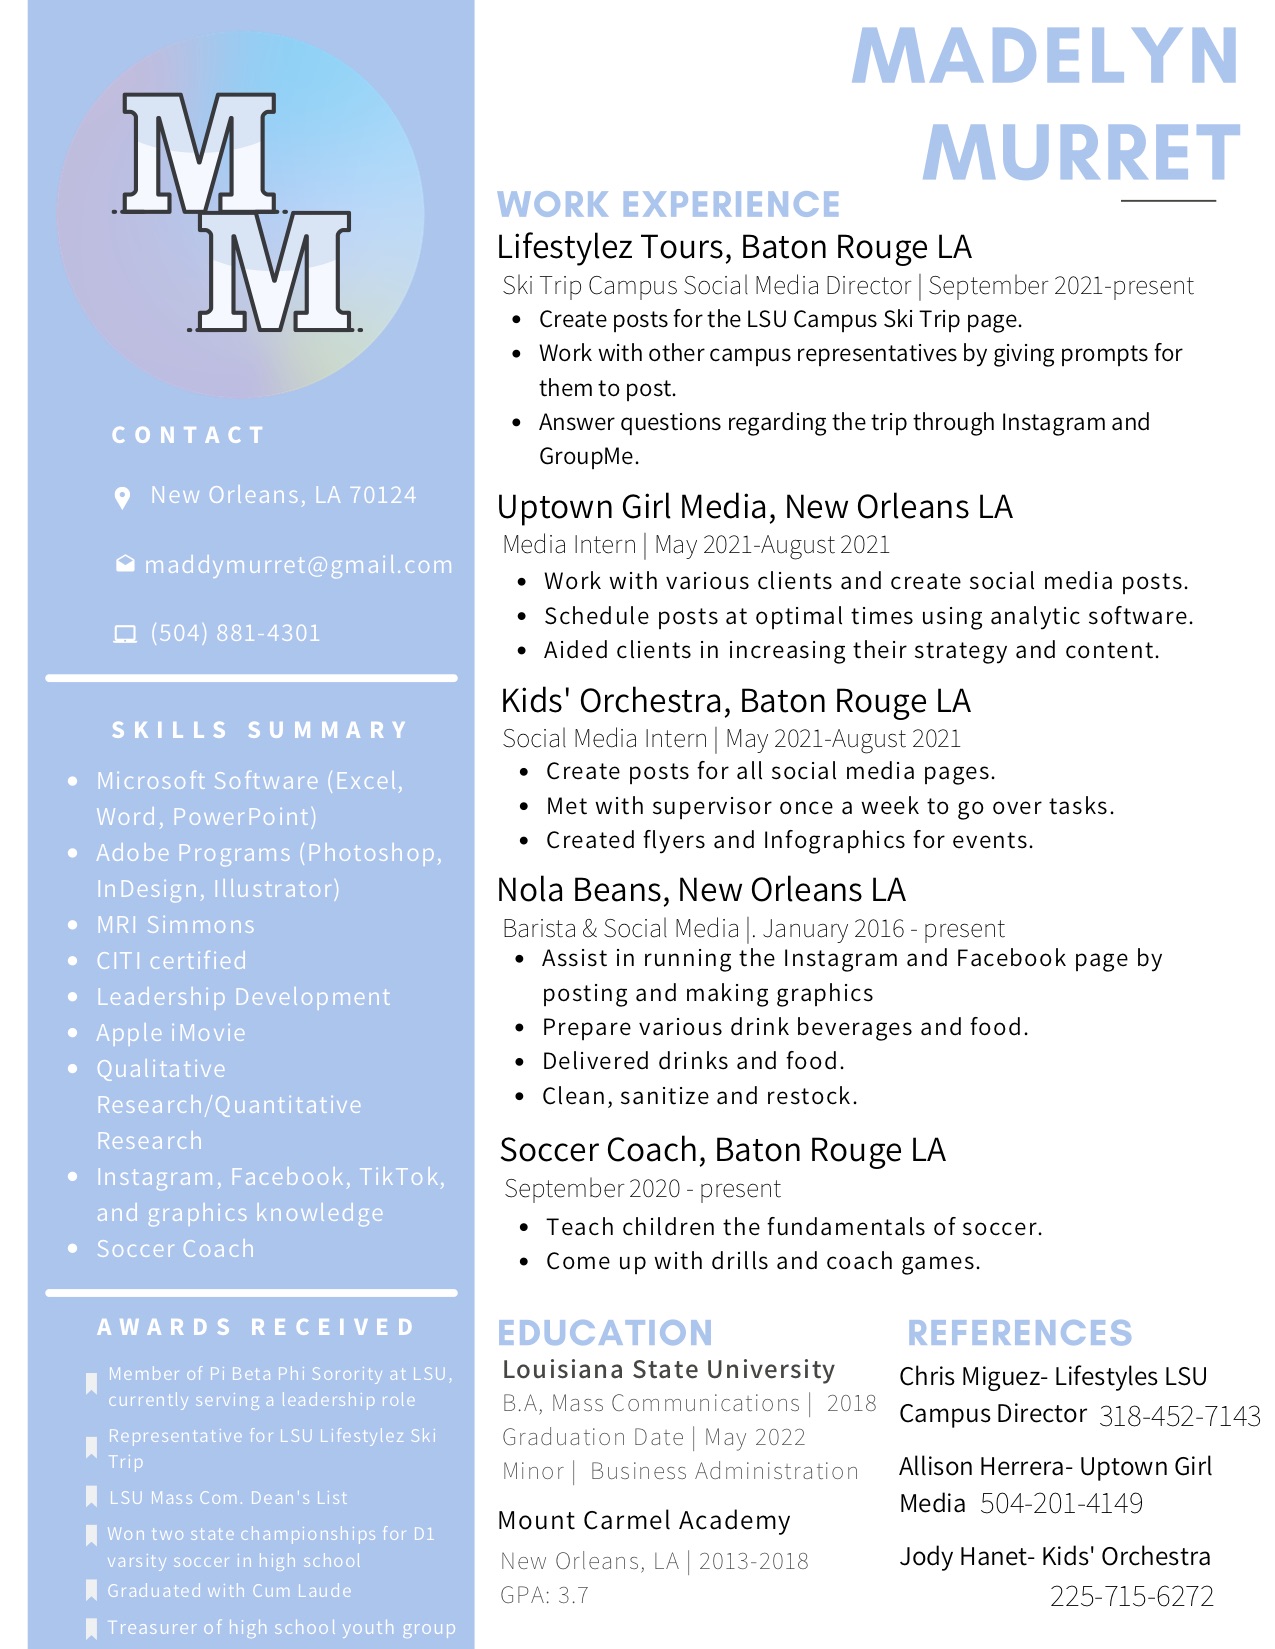 M
M
CONTACT
New Orleans, LA 70124
maddymurret@gmail.com
(504) 881-4301
SKILLS SUMMARY
• Microsoft Software (Excel,
Word, PowerPoint)
• Adobe Programs (Photoshop,
InDesign, Illustrator)
• MRI Simmons
• CITI certified
• Leadership Development
• Apple iMovie
• Qualitative
Research/Quantitative
Research
• Instagram, Facebook, TikTok,
and graphics knowledge
• Soccer Coach
AWARDS RECEIVED
Member of Pi Beta Phi Sorority at LSU,
currently serving a leadership role
Representative for LSU Lifestylez Ski
Trip
LSU Mass Com. Dean's List
Won two state championships for D1
varsity soccer in high school
Graduated with Cum Laude
Treasurer of high school youth group
MADELYN
MURRET
WORK EXPERIENCE
Lifestylez Tours, Baton Rouge LA
Ski Trip Campus Social Media Director | September 2021-present
• Create posts for the LSU Campus Ski Trip page.
• Work with other campus representatives by giving prompts for
them to post.
• Answer questions regarding the trip through Instagram and
GroupMe.
Uptown Girl Media, New Orleans LA
Media Intern | May 2021-August 2021
• Work with various clients and create social media posts.
• Schedule posts at optimal times using analytic software.
• Aided clients in increasing their strategy and content.
Kids' Orchestra, Baton Rouge LA
Social Media Intern | May 2021-August 2021
• Create posts for all social media pages.
• Met with supervisor once a week to go over tasks.
• Created flyers and Infographics for events.
Nola Beans, New Orleans LA
Barista & Social Media |. January 2016 - present
• Assist in running the Instagram and Facebook page by
posting and making graphics
• Prepare various drink beverages and food.
• Delivered drinks and food.
• Clean, sanitize and restock.
Soccer Coach, Baton Rouge LA
September 2020 - present
• Teach children the fundamentals of soccer.
• Come up with drills and coach games.
EDUCATION
Louisiana State University
B.A, Mass Communications | 2018
Graduation Date | May 2022
Minor | Business Administration
Mount Carmel Academy
New Orleans, LA | 2013-2018
GPA: 3.7
REFERENCES
Chris Miguez- Lifestyles LSU
Campus Director 318-452-7143
Allison Herrera- Uptown Girl
Media 504-201-4149
Jody Hanet- Kids' Orchestra
225-715-6272